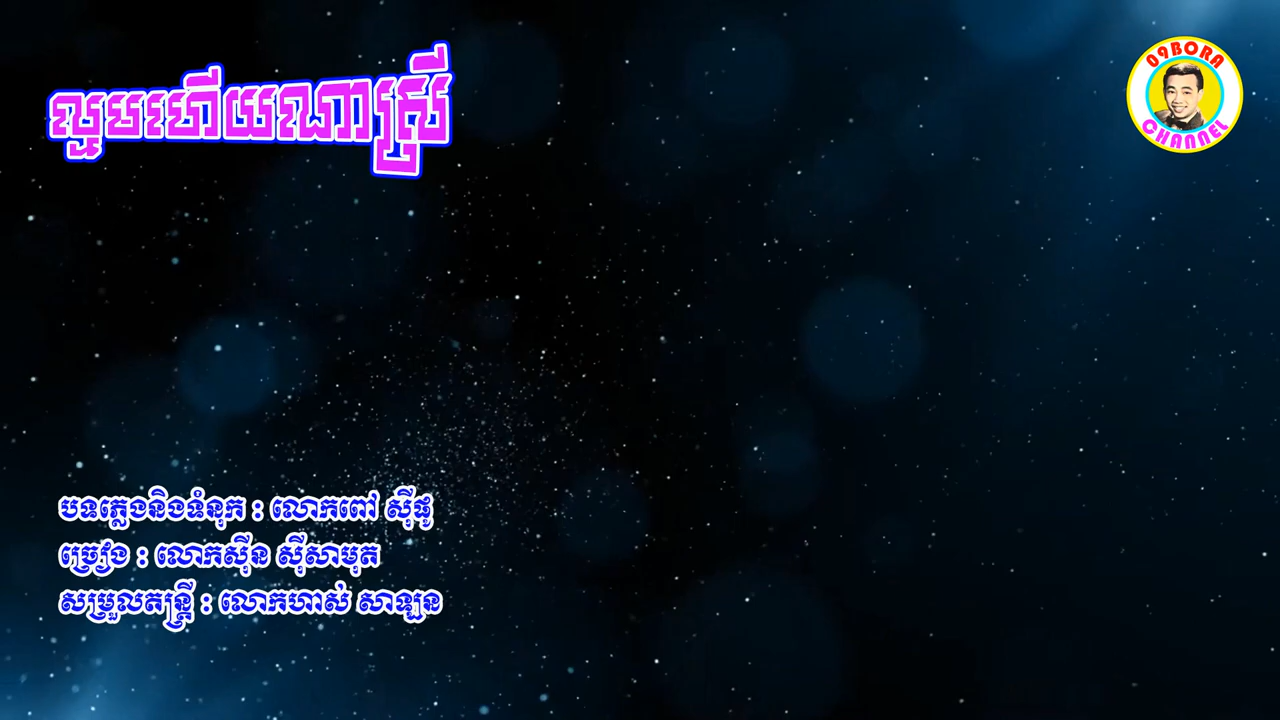 ល្មមហើយណាស្រី
09BORA
CHANNEL
បទភ្លេងនិងទំនុក : លោកពៅ ស៊ីផូ
ច្រៀង : លោកស៊ីន ស៊ីសាមុត
សម្រួលតន្ត្រី : លោកហាស់ សាឡន